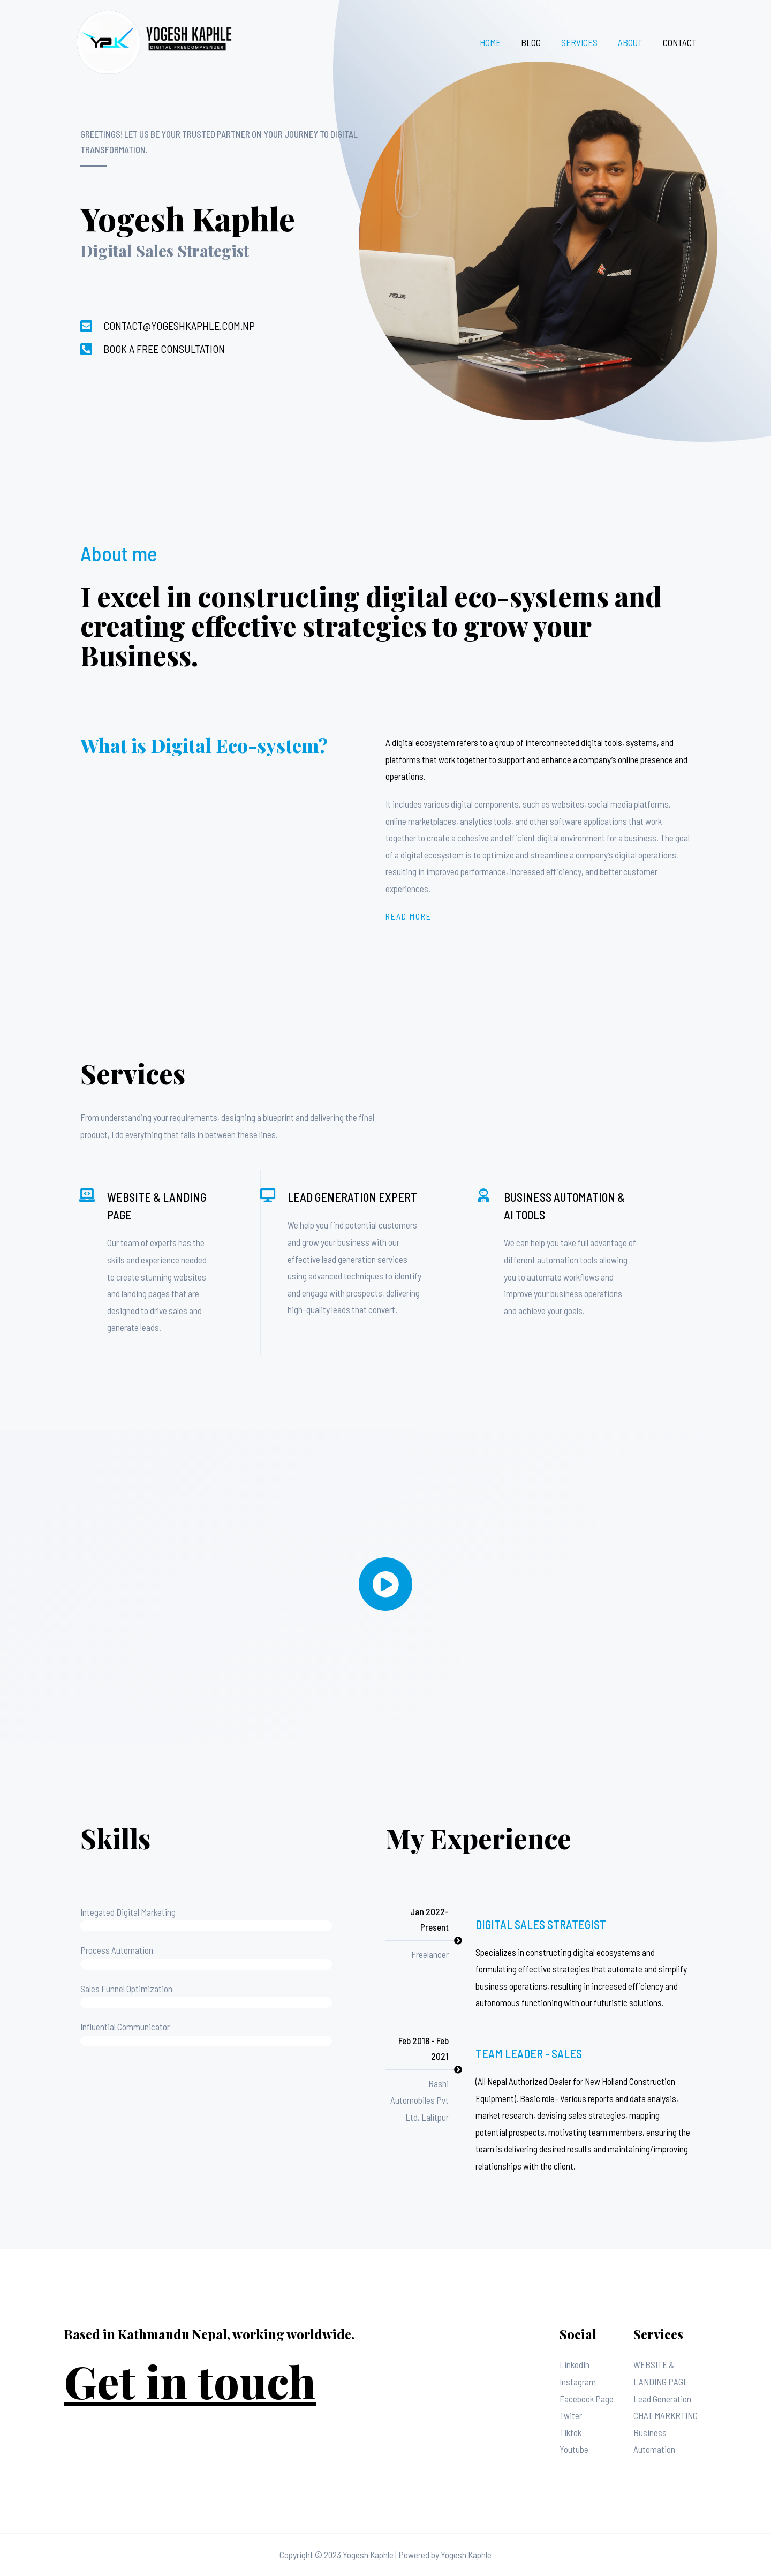 YPK
YOGESH KAPHLE
DIGITAL FREEDOMPRENUER
HOME
BLOG
SERVICES
ABOUT
CONTACT
GREETINGS! LET US BE YOUR TRUSTED PARTNER ON YOUR JOURNEY TO DIGITAL
TRANSFORMATION.
Yogesh Kaphle
Digital Sales Strategist
ASUS
CONTACT@YOGESHKAPHLE.COM.NP
BOOK A FREE CONSULTATION
About me
I excel in constructing digital eco-systems and
creating effective strategies to grow your
Business.
What is Digital Eco-system?
A digital ecosystem refers to a group of interconnected digital tools, systems, and
platforms that work together to support and enhance a company's online presence and
operations.
It includes various digital components, such as websites, social media platforms,
online marketplaces, analytics tools, and other software applications that work
together to create a cohesive and efficient digital environment for a business. The goal
of a digital ecosystem is to optimize and streamline a company's digital operations,
resulting in improved performance, increased efficiency, and better customer
experiences.
READ MORE
Services
From understanding your requirements, designing a blueprint and delivering the final
product, I do everything that falls in between these lines.
WEBSITE & LANDING
PAGE
Our team of experts has the
skills and experience needed
to create stunning websites
and landing pages that are
designed to drive sales and
generate leads.
LEAD GENERATION EXPERT
We help you find potential customers
and grow your business with our
effective lead generation services
using advanced techniques to identify
and engage with prospects, delivering
high-quality leads that convert.
BUSINESS AUTOMATION &
AI TOOLS
We can help you take full advantage of
different automation tools allowing
you to automate workflows and
improve your business operations
and achieve your goals.
Skills
Integated Digital Marketing
Process Automation
Sales Funnel Optimization
Influential Communicator
My Experience
Jan 2022-
Present
Freelancer
DIGITAL SALES STRATEGIST
Specializes in constructing digital ecosystems and
formulating effective strategies that automate and simplify
business operations, resulting in increased efficiency and
autonomous functioning with our futuristic solutions.
Feb 2018 - Feb
2021
Rashi
Automobiles Pvt
Ltd, Lalitpur
TEAM LEADER - SALES
(All Nepal Authorized Dealer for New Holland Construction
Equipment). Basic role- Various reports and data analysis,
market research, devising sales strategies, mapping
potential prospects, motivating team members, ensuring the
team is delivering desired results and maintaining/improving
relationships with the client.
Based in Kathmandu Nepal, working worldwide.
Get in touch
Social
LinkedIn
Instagram
Facebook Page
Twiter
Tiktok
Youtube
Services
WEBSITE &
LANDING PAGE
Lead Generation
CHAT MARKRTING
Business
Automation
Copyright © 2023 Yogesh Kaphle | Powered by Yogesh Kaphle